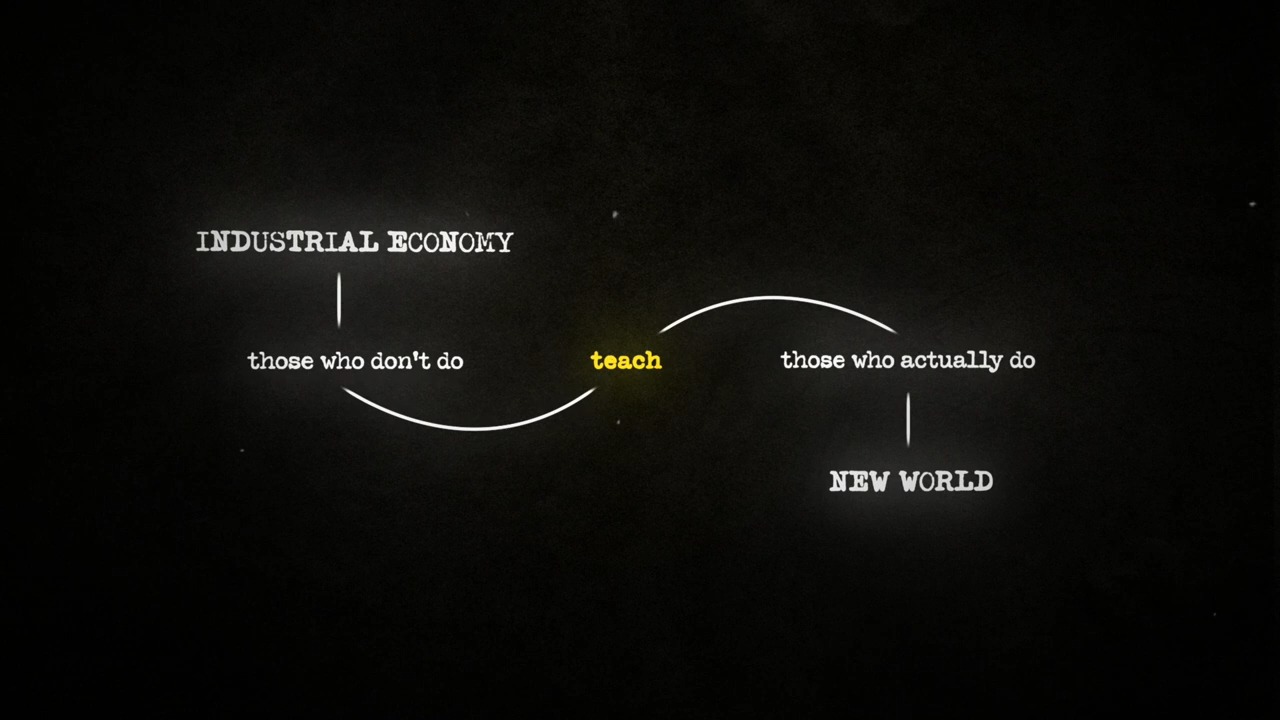 INDUSTRIAL ECONOMY
those who don't do
teach
those who actually do
NEW WORLD